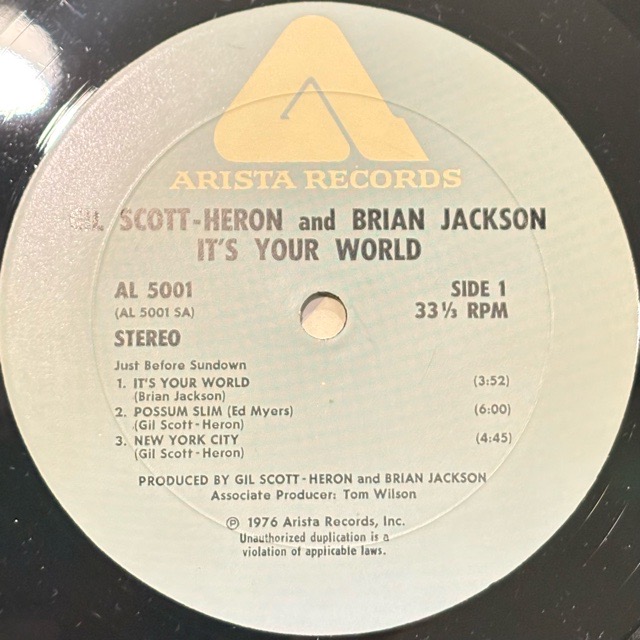 ARISTA RECORDS
GIL SCOTT-HERON and BRIAN JACKSON
IT'S YOUR WORLD
AL 5001
(AL 5001 SA)
STEREO
SIDE 1
33 1/3 RPM
Just Before Sundown
1. IT'S YOUR WORLD (3:52)
(Brian Jackson)
2. POSSUM SLIM (Ed Myers) (6:00)
(Gil Scott-Heron)
3. NEW YORK CITY (4:45)
(Gil Scott-Heron)
PRODUCED BY GIL SCOTT-HERON and BRIAN JACKSON
Associate Producer: Tom Wilson
℗ 1976 Arista Records, Inc.
Unauthorized duplication is a
violation of applicable laws.